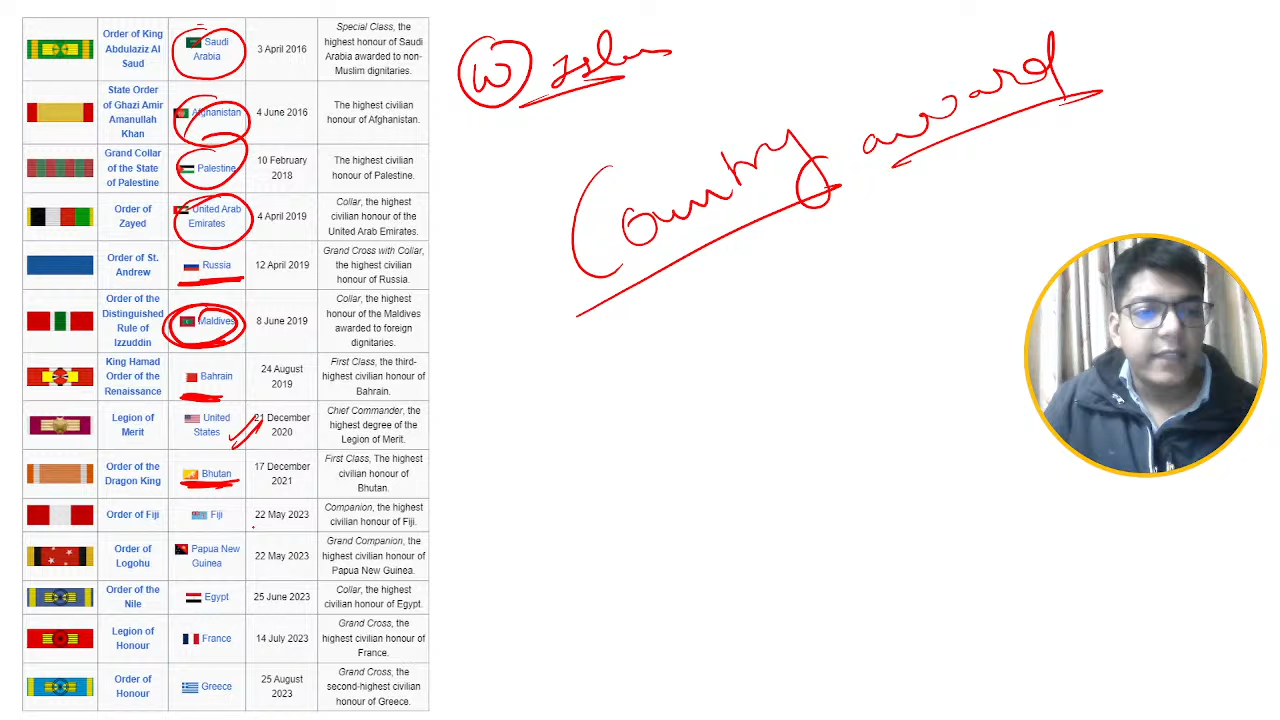 Order of King
Abdulaziz Al
Saud
Saudi
Arabia
3 April 2016
Special Class, the
highest honour of Saudi
Arabia awarded to non-
Muslim dignitaries.
State Order
of Ghazi Amir
Amanullah
Khan
Afghanistan
4 June 2016
The highest civilian
honour of Afghanistan.
Grand Collar
of the State
of Palestine
Palestine
10 February
2018
The highest civilian
honour of Palestine.
Order of
Zayed
United Arab
Emirates
4 April 2019
Collar, the highest
civilian honour of the
United Arab Emirates.
Order of St.
Andrew
Russia
12 April 2019
Grand Cross with Collar,
the highest civilian
honour of Russia.
Order of the
Distinguished
Rule of
Izzuddin
Maldives
8 June 2019
Collar, the highest
honour of the Maldives
awarded to foreign
dignitaries.
King Hamad
Order of the
Renaissance
Bahrain
24 August
2019
First Class, the third-
highest civilian honour of
Bahrain.
Legion of
Merit
United
States
21 December
2020
Chief Commander, the
highest degree of the
Legion of Merit.
Order of the
Dragon King
Bhutan
17 December
2021
First Class, The highest
civilian honour of
Bhutan.
Order of Fiji
Fiji
22 May 2023
Companion, the highest
civilian honour of Fiji.
Order of
Logohu
Papua New
Guinea
22 May 2023
Grand Companion, the
highest civilian honour of
Papua New Guinea.
Order of the
Nile
Egypt
25 June 2023
Collar, the highest
civilian honour of Egypt.
Legion of
Honour
France
14 July 2023
Grand Cross, the
highest civilian honour of
France.
Order of
Honour
Greece
25 August
2023
Grand Cross, the
second-highest civilian
honour of Greece.
Country award